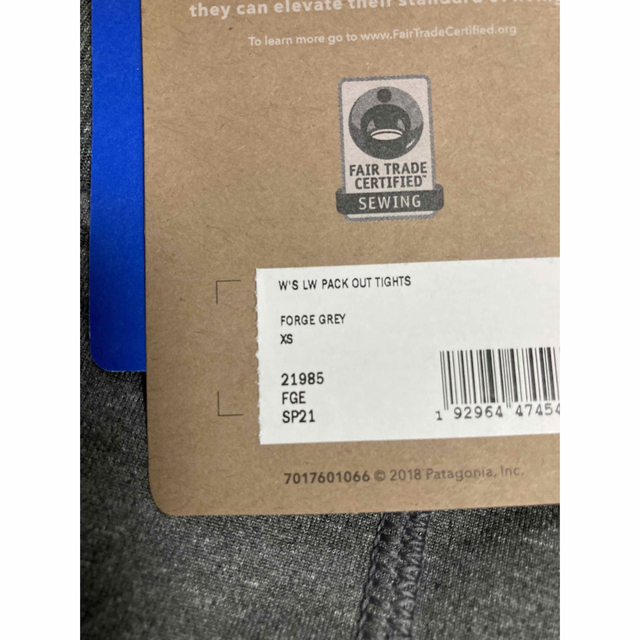 they can elevate their standard of living
To learn more go to www.FairTradeCertified.org
FAIR TRADE
CERTIFIED™
SEWING
W'S LW PACK OUT TIGHTS
FORGE GREY
XS
21985
FGE
SP21
1 92964 47454
7017601066 © 2018 Patagonia, Inc.